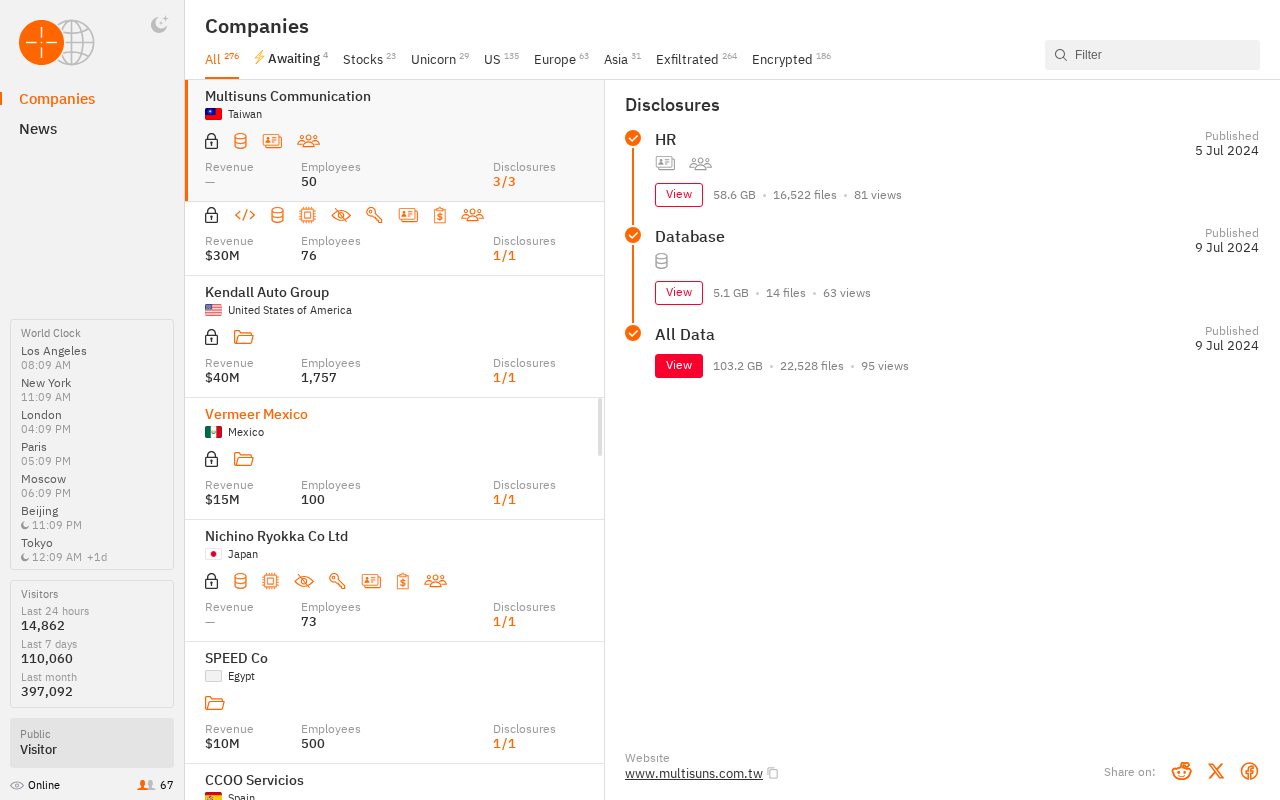 Companies
News
World Clock
Los Angeles
08:09 AM
New York
11:09 AM
London
04:09 PM
Paris
05:09 PM
Moscow
06:09 PM
Beijing
11:09 PM
Tokyo
12:09 AM +1d
Visitors
Last 24 hours
14,862
Last 7 days
110,060
Last month
397,092
Public
Visitor
Online 67
Companies
All 276 Awaiting 4 Stocks 23 Unicorn 29 US 135 Europe 63 Asia 31 Exfiltrated 264 Encrypted 186
Filter
Multisuns Communication
Taiwan
Revenue Employees Disclosures
— 50 3/3
Revenue Employees Disclosures
$30M 76 1/1
Kendall Auto Group
United States of America
Revenue Employees Disclosures
$40M 1,757 1/1
Vermeer Mexico
Mexico
Revenue Employees Disclosures
$15M 100 1/1
Nichino Ryokka Co Ltd
Japan
Revenue Employees Disclosures
— 73 1/1
SPEED Co
Egypt
Revenue Employees Disclosures
$10M 500 1/1
CCOO Servicios
Spain
Disclosures
HR
Published
5 Jul 2024
View 58.6 GB • 16,522 files • 81 views
Database
Published
9 Jul 2024
View 5.1 GB • 14 files • 63 views
All Data
Published
9 Jul 2024
View 103.2 GB • 22,528 files • 95 views
Website
www.multisuns.com.tw
Share on: